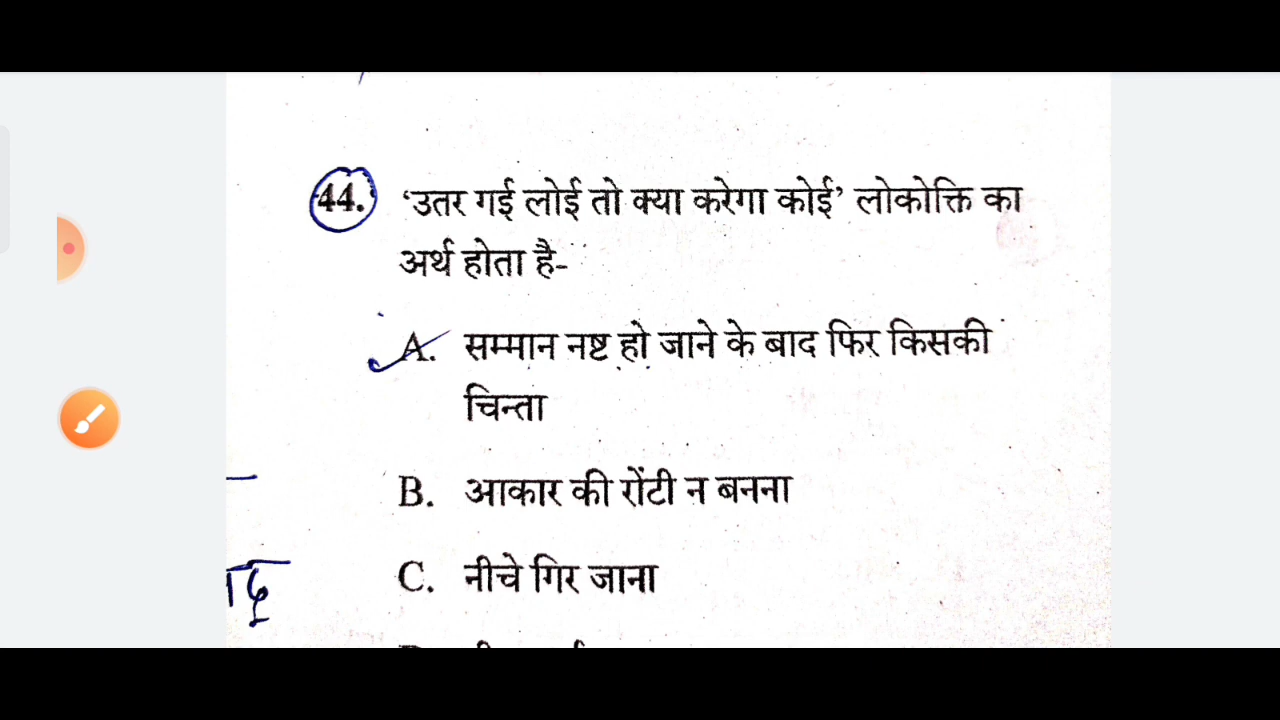 44. ‘उतर गई लोई तो क्या करेगा कोई’ लोकोक्ति का
अर्थ होता है-
A. सम्मान नष्ट हो जाने के बाद फिर किसकी
चिन्ता
B. आकार की रोंटी न बनना
C. नीचे गिर जाना